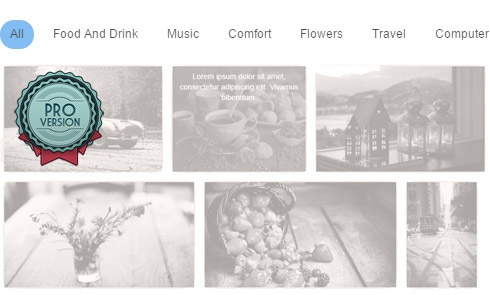 All Food And Drink Music Comfort Flowers Travel Computer
PRO
VERSION
Lorem ipsum dolor sit amet,
consectetur adipiscing elit. Vivamus
bibendum.